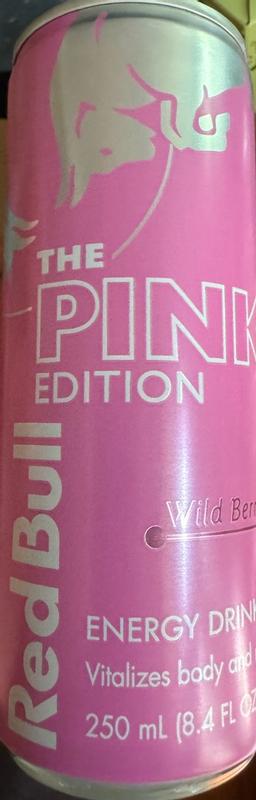 THE
PINK
EDITION
Red Bull
Wild Berr
ENERGY DRINK
Vitalizes body and
250 mL (8.4 FL OZ